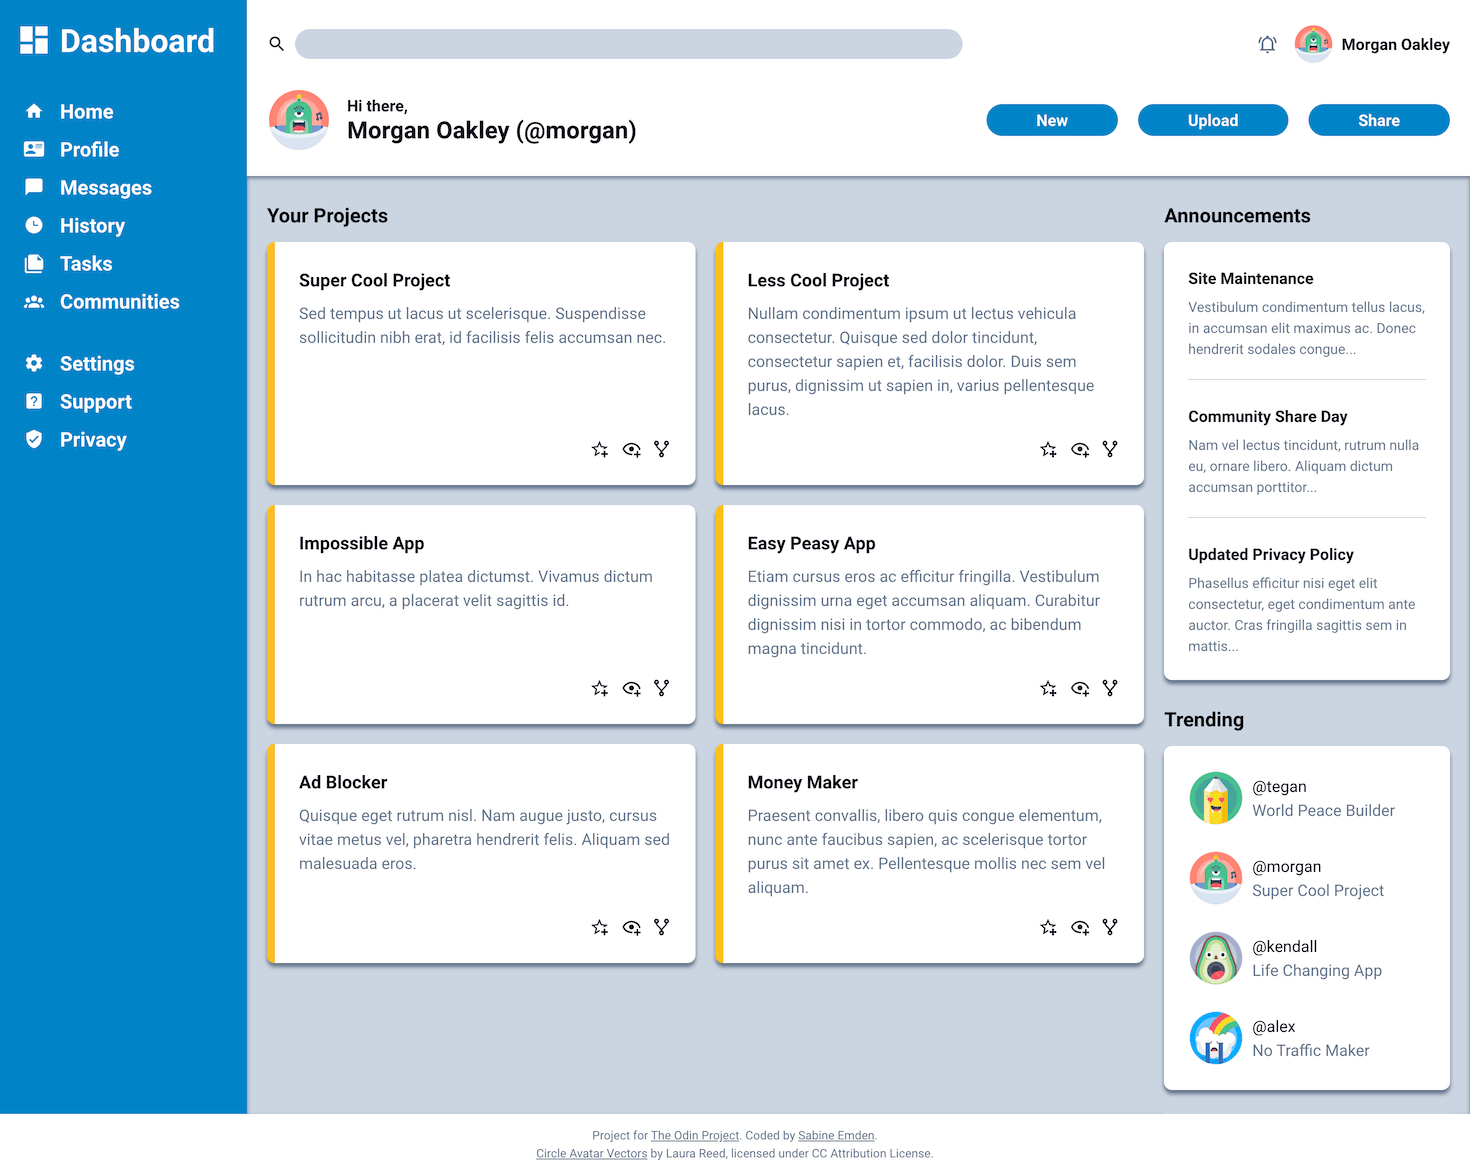 Dashboard
Home
Profile
Messages
History
Tasks
Communities
Settings
Support
Privacy
Morgan Oakley
Hi there,
Morgan Oakley (@morgan)
New
Upload
Share
Your Projects
Super Cool Project
Sed tempus ut lacus ut scelerisque. Suspendisse
sollicitudin nibh erat, id facilisis felis accumsan nec.
Less Cool Project
Nullam condimentum ipsum ut lectus vehicula
consectetur. Quisque sed dolor tincidunt,
consectetur sapien et, facilisis dolor. Duis sem
purus, dignissim ut sapien in, varius pellentesque
lacus.
Impossible App
In hac habitasse platea dictumst. Vivamus dictum
rutrum arcu, a placerat velit sagittis id.
Easy Peasy App
Etiam cursus eros ac efficitur fringilla. Vestibulum
dignissim urna eget accumsan aliquam. Curabitur
dignissim nisi in tortor commodo, ac bibendum
magna tincidunt.
Ad Blocker
Quisque eget rutrum nisl. Nam augue justo, cursus
vitae metus vel, pharetra hendrerit felis. Aliquam sed
malesuada eros.
Money Maker
Praesent convallis, libero quis congue elementum,
nunc ante faucibus sapien, ac scelerisque tortor
purus sit amet ex. Pellentesque mollis nec sem vel
aliquam.
Announcements
Site Maintenance
Vestibulum condimentum tellus lacus,
in accumsan elit maximus ac. Donec
hendrerit sodales congue...
Community Share Day
Nam vel lectus tincidunt, rutrum nulla
eu, ornare libero. Aliquam dictum
accumsan porttitor...
Updated Privacy Policy
Phasellus efficitur nisi eget elit
consectetur, eget condimentum ante
auctor. Cras fringilla sagittis sem in
mattis...
Trending
@tegan
World Peace Builder
@morgan
Super Cool Project
@kendall
Life Changing App
@alex
No Traffic Maker
Project for The Odin Project. Coded by Sabine Emden.
Circle Avatar Vectors by Laura Reed, licensed under CC Attribution License.